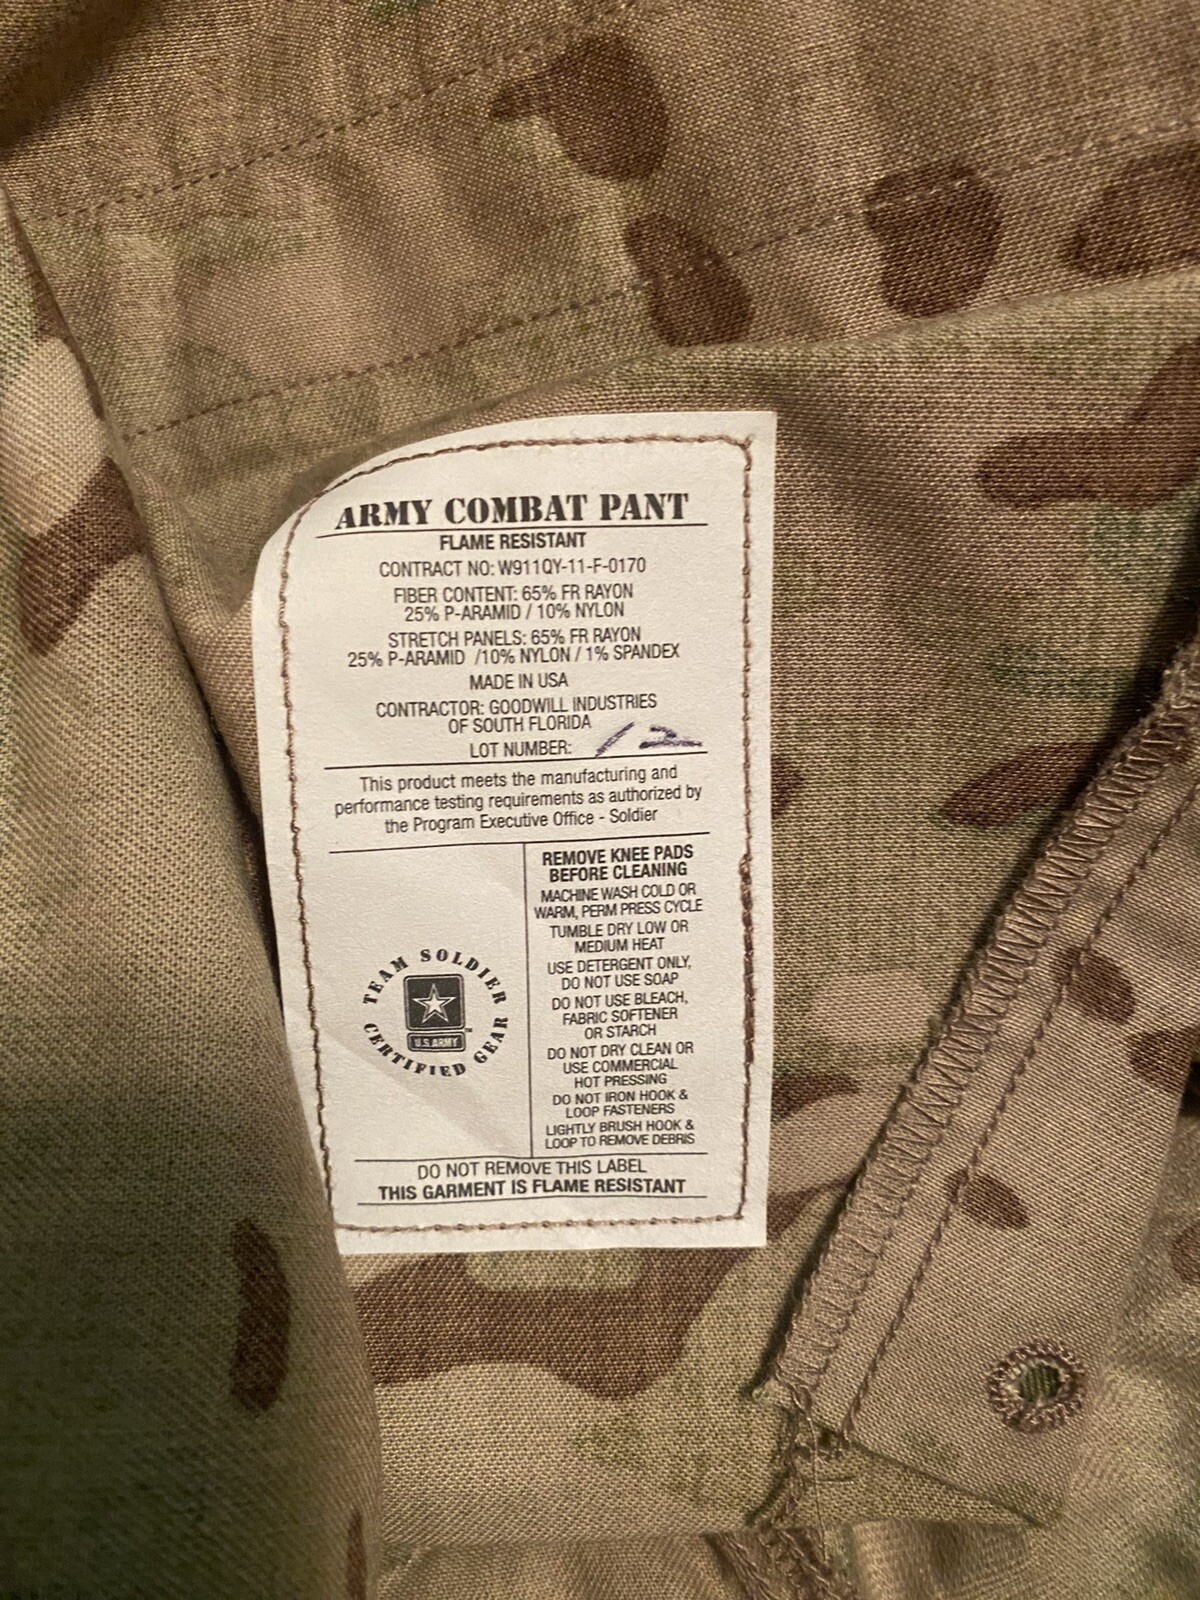 ARMY COMBAT PANT
FLAME RESISTANT
CONTRACT NO: W911QY-11-F-0170
FIBER CONTENT: 65% FR RAYON
25% P-ARAMID / 10% NYLON
STRETCH PANELS: 65% FR RAYON
25% P-ARAMID /10% NYLON / 1% SPANDEX
MADE IN USA
CONTRACTOR: GOODWILL INDUSTRIES
OF SOUTH FLORIDA
LOT NUMBER: 12
This product meets the manufacturing and
performance testing requirements as authorized by
the Program Executive Office - Soldier
TEAM SOLDIER
CERTIFIED GEAR
U.S.ARMY™
REMOVE KNEE PADS
BEFORE CLEANING
MACHINE WASH COLD OR
WARM, PERM PRESS CYCLE
TUMBLE DRY LOW OR
MEDIUM HEAT
USE DETERGENT ONLY,
DO NOT USE SOAP
DO NOT USE BLEACH,
FABRIC SOFTENER
OR STARCH
DO NOT DRY CLEAN OR
USE COMMERCIAL
HOT PRESSING
DO NOT IRON HOOK &
LOOP FASTENERS
LIGHTLY BRUSH HOOK &
LOOP TO REMOVE DEBRIS
DO NOT REMOVE THIS LABEL
THIS GARMENT IS FLAME RESISTANT